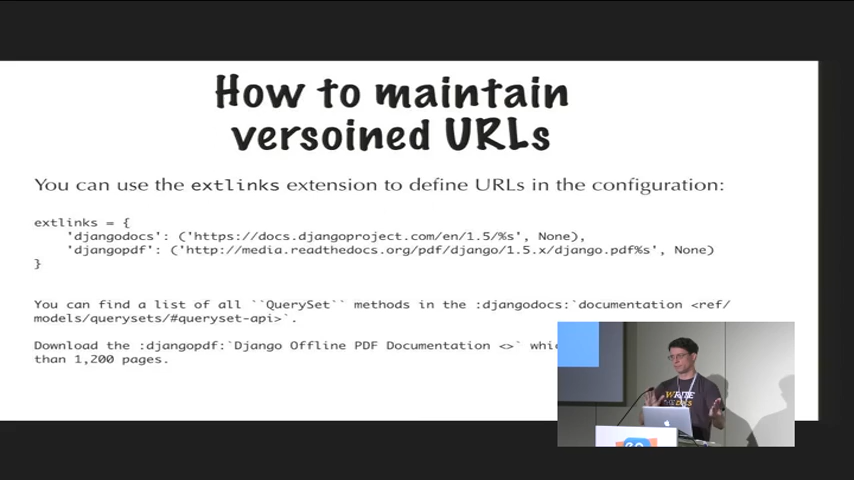 How to maintain
versoined URLs
You can use the extlinks extension to define URLs in the configuration:
extlinks = {
    'djangodocs': ('https://docs.djangoproject.com/en/1.5/%s', None),
    'djangopdf': ('http://media.readthedocs.org/pdf/django/1.5.x/django.pdf%s', None)
}
You can find a list of all ``QuerySet`` methods in the :djangodocs:`documentation <ref/
models/querysets/#queryset-api>`.
Download the :djangopdf:`Django Offline PDF Documentation <>`
than 1,200 pages.
WRITE
THE DOCS